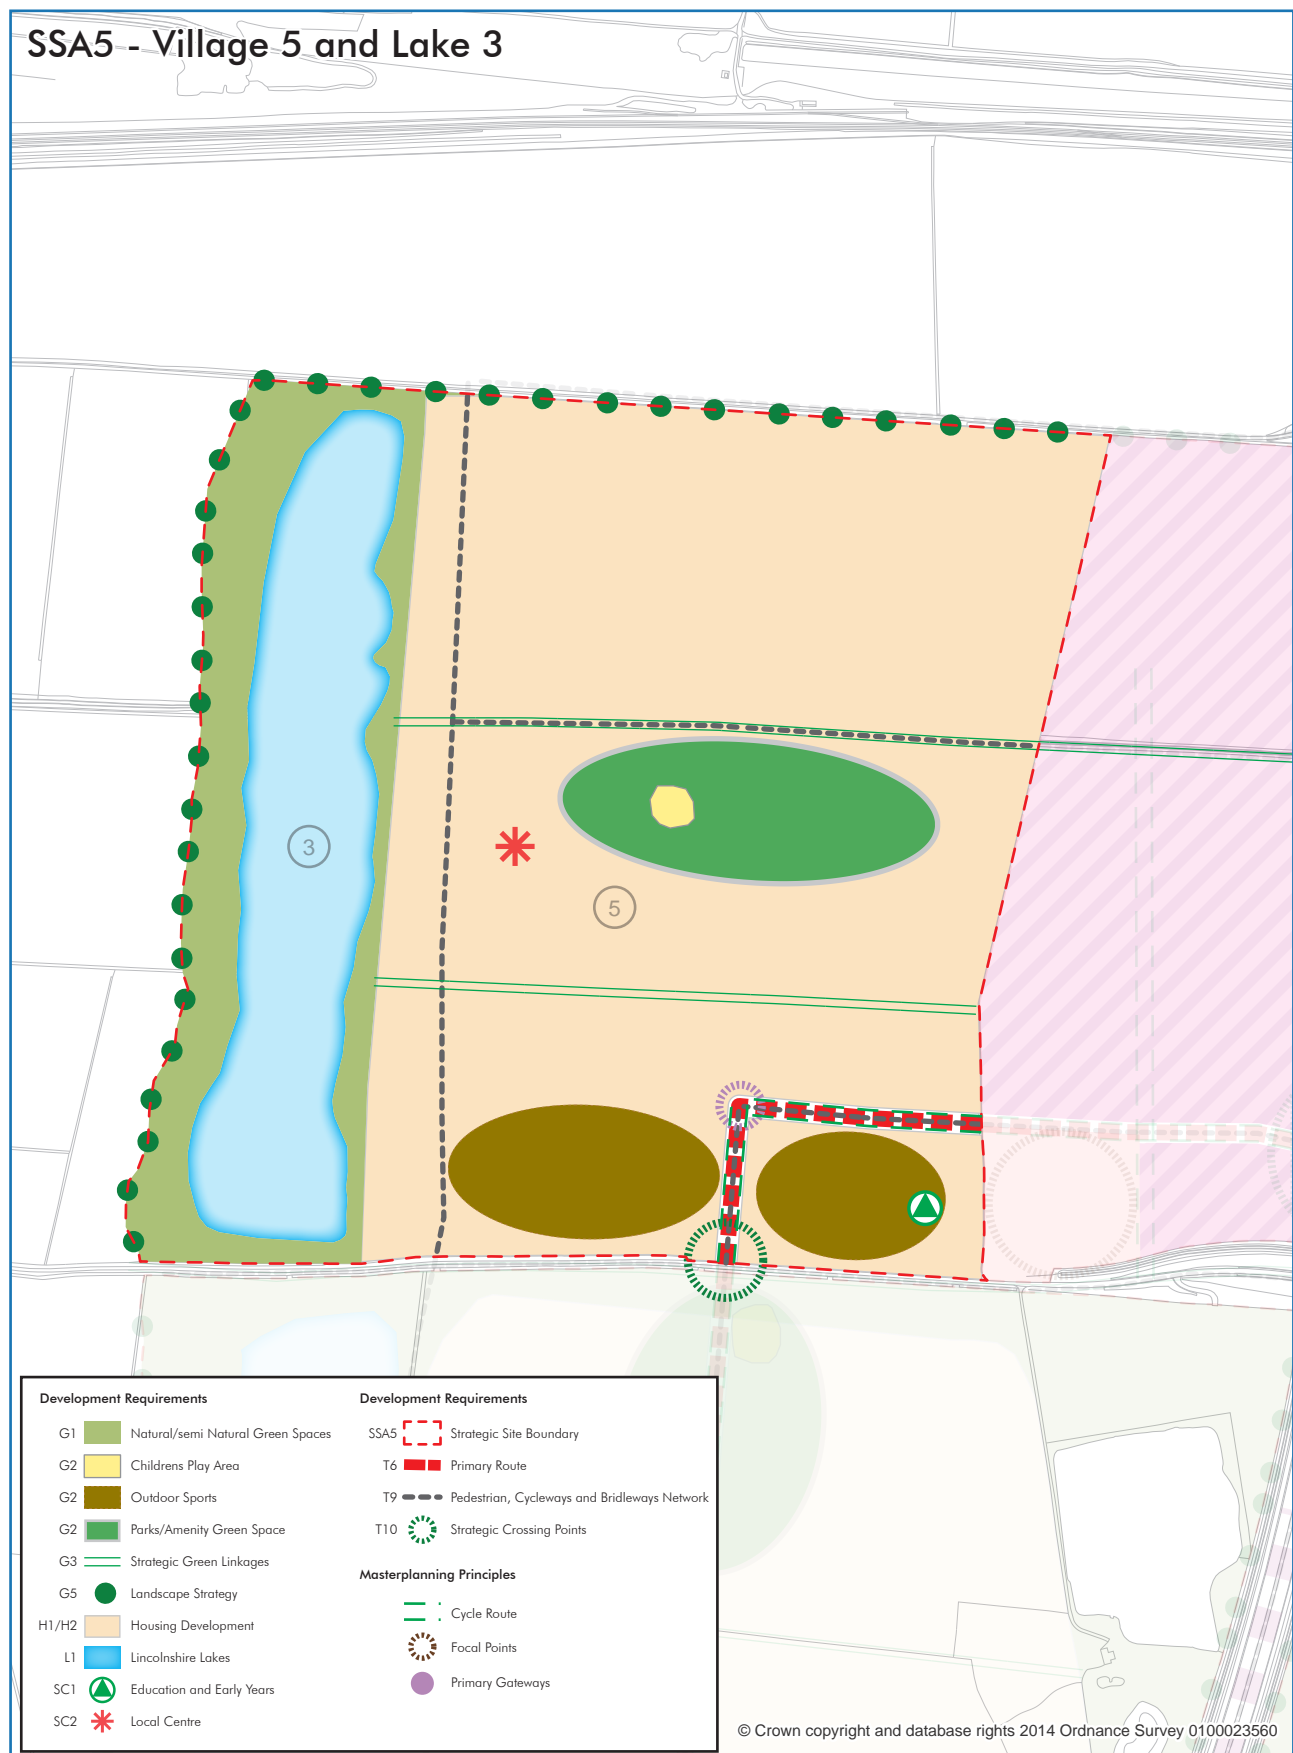 SSA5 - Village 5 and Lake 3
3
5
Development Requirements
G1 Natural/semi Natural Green Spaces
G2 Childrens Play Area
G2 Outdoor Sports
G2 Parks/Amenity Green Space
G3 Strategic Green Linkages
G5 Landscape Strategy
H1/H2 Housing Development
L1 Lincolnshire Lakes
SC1 Education and Early Years
SC2 Local Centre
Development Requirements
SSA5 Strategic Site Boundary
T6 Primary Route
T9 Pedestrian, Cycleways and Bridleways Network
T10 Strategic Crossing Points
Masterplanning Principles
Cycle Route
Focal Points
Primary Gateways
© Crown copyright and database rights 2014 Ordnance Survey 0100023560